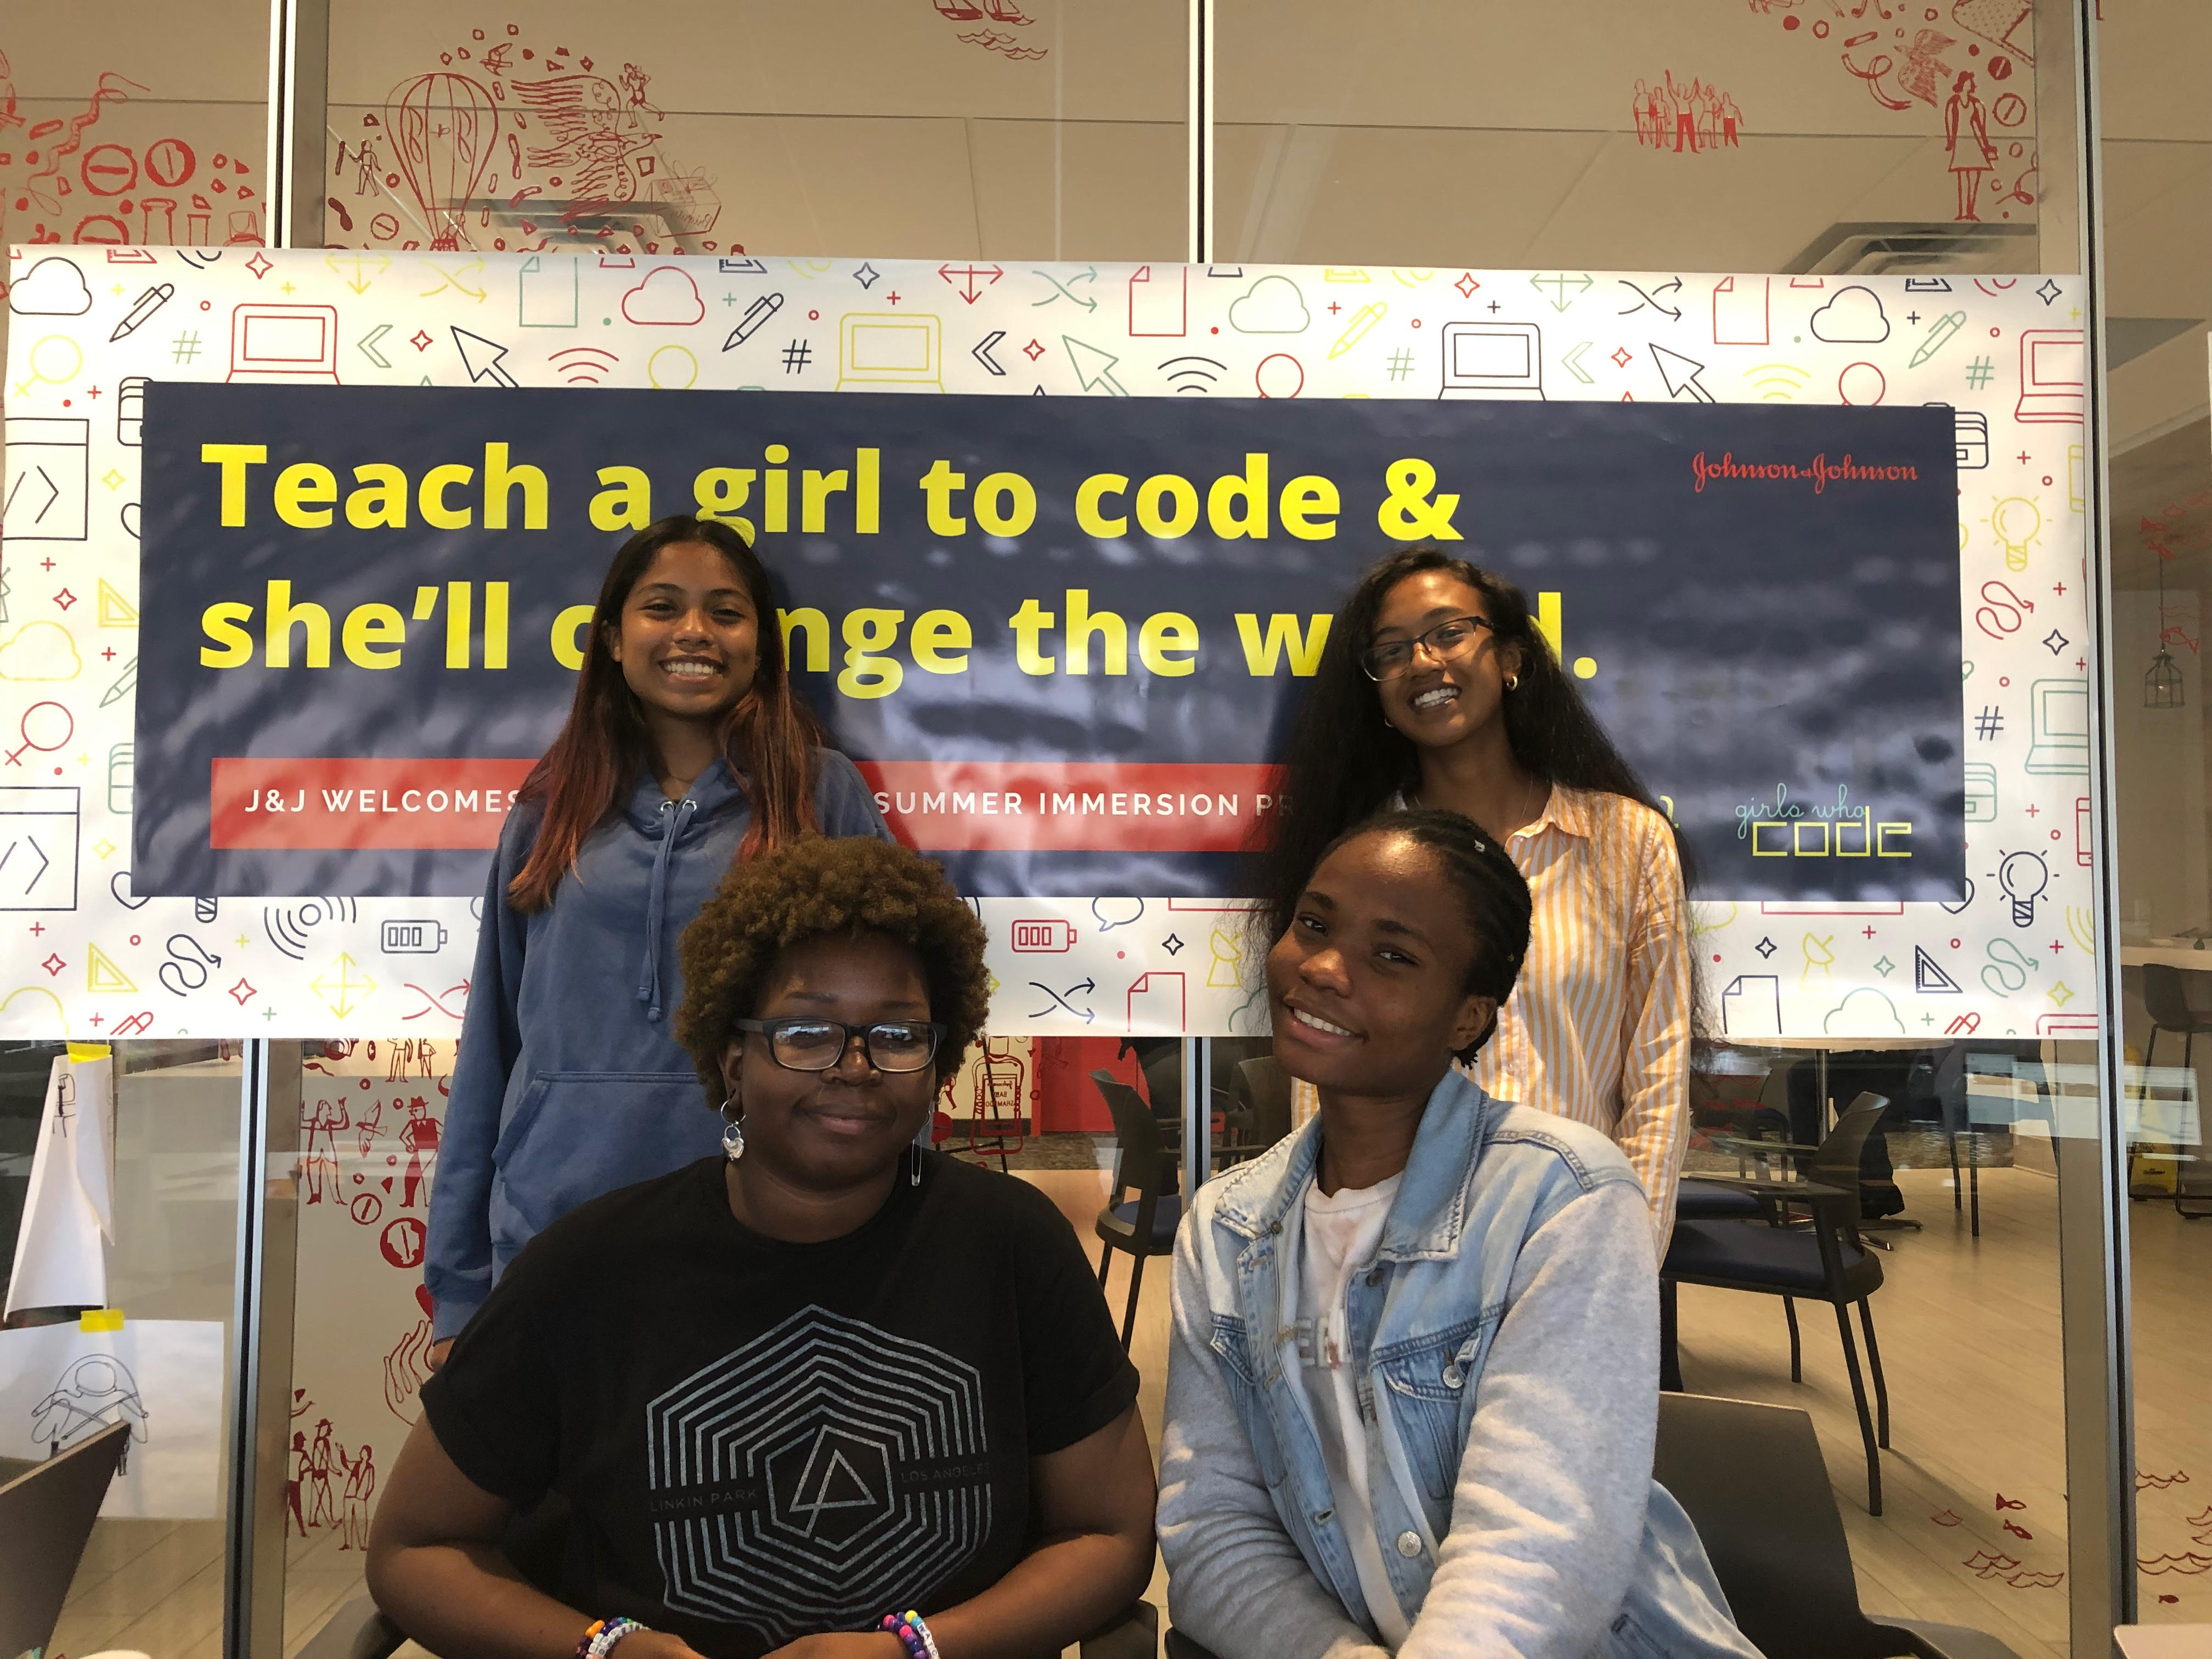 Teach a girl to code &
Johnson & Johnson
she'll c nge the w d.
J&J WELCOMES SUMMER IMMERSION PR
girls who
code
LINKIN PARK LOS ANGELES